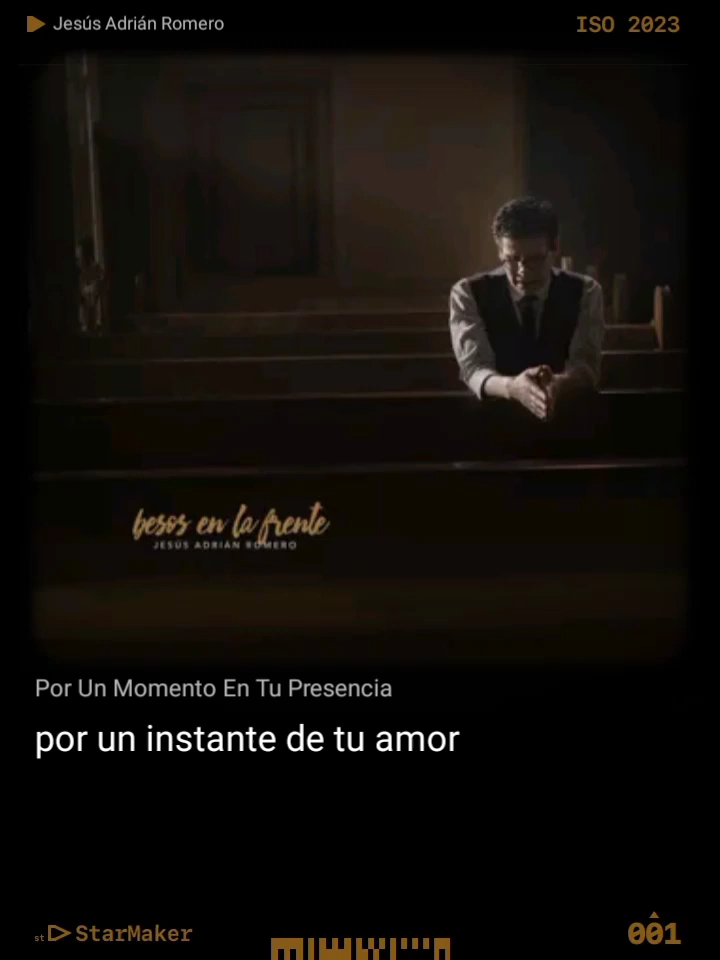 Jesús Adrián Romero
ISO 2023
besos en la frente
JESÚS ADRIÁN ROMERO
Por Un Momento En Tu Presencia
por un instante de tu amor
st StarMaker
001